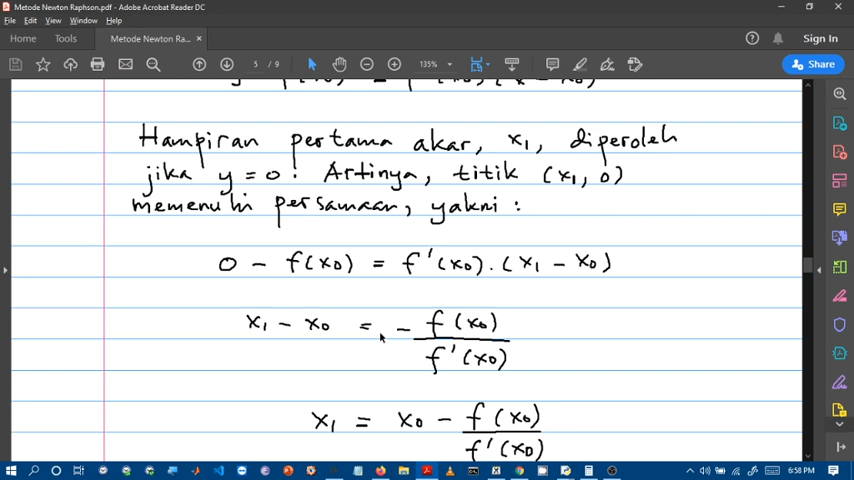 Metode Newton Raphson.pdf - Adobe Acrobat Reader DC
File Edit View Window Help
Home Tools Metode Newton Ra... × Sign In
5 / 9 135% Share
Hampiran pertama akar, x₁, diperoleh
jika y = 0! Artinya, titik (x₁, 0)
memenuhi persamaan, yakni :
0 - f(x₀) = f'(x₀) . (x₁ - x₀)
x₁ - x₀ = - f(x₀)
f'(x₀)
x₁ = x₀ - f(x₀)
f'(x₀)
6:58 PM